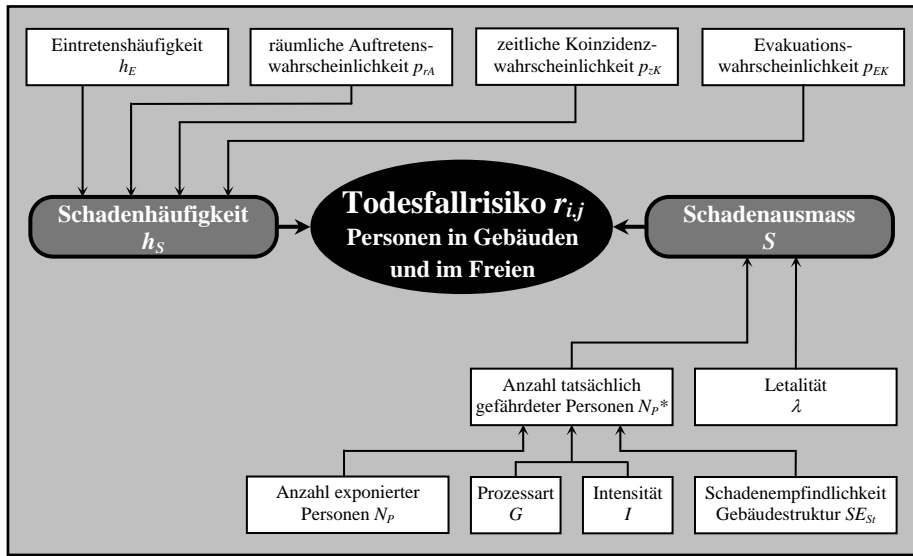 Eintretenshäufigkeit
h_E
räumliche Auftretens-
wahrscheinlichkeit p_rA
zeitliche Koinzidenz-
wahrscheinlichkeit p_zK
Evakuations-
wahrscheinlichkeit p_EK
Schadenhäufigkeit
h_S
Todesfallrisiko r_i,j
Personen in Gebäuden
und im Freien
Schadenausmass
S
Anzahl tatsächlich
gefährdeter Personen N_P*
Letalität
λ
Anzahl exponierter
Personen N_P
Prozessart
G
Intensität
I
Schadenempfindlichkeit
Gebäudestruktur SE_St